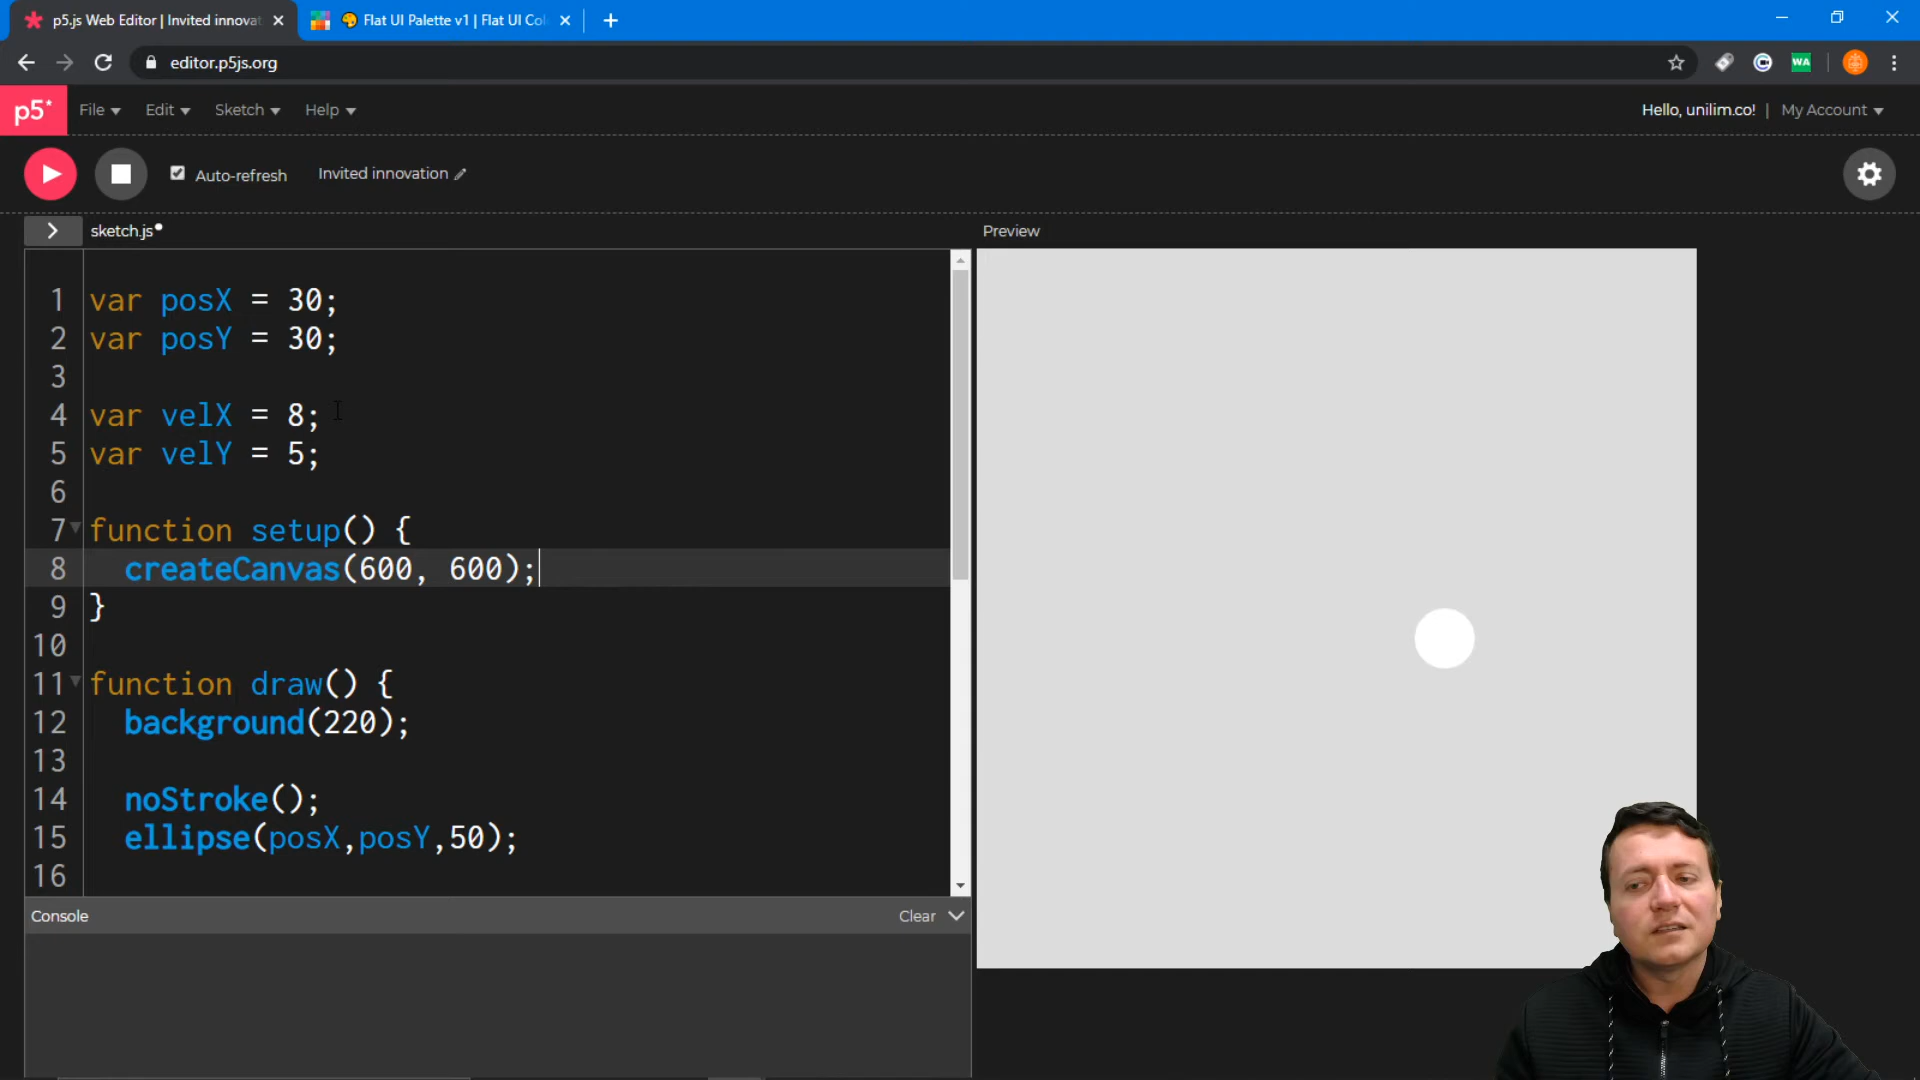 p5.js Web Editor | Invited innovat
Flat UI Palette v1 | Flat UI Col
editor.p5js.org
WA
p5* File Edit Sketch Help
Hello, unilim.co! | My Account
Auto-refresh
Invited innovation
sketch.js
Preview
1 var posX = 30;
2 var posY = 30;
3
4 var velX = 8;
5 var velY = 5;
6
7 function setup() {
8 createCanvas(600, 600);
9 }
10
11 function draw() {
12 background(220);
13
14 noStroke();
15 ellipse(posX,posY,50);
16
Console
Clear